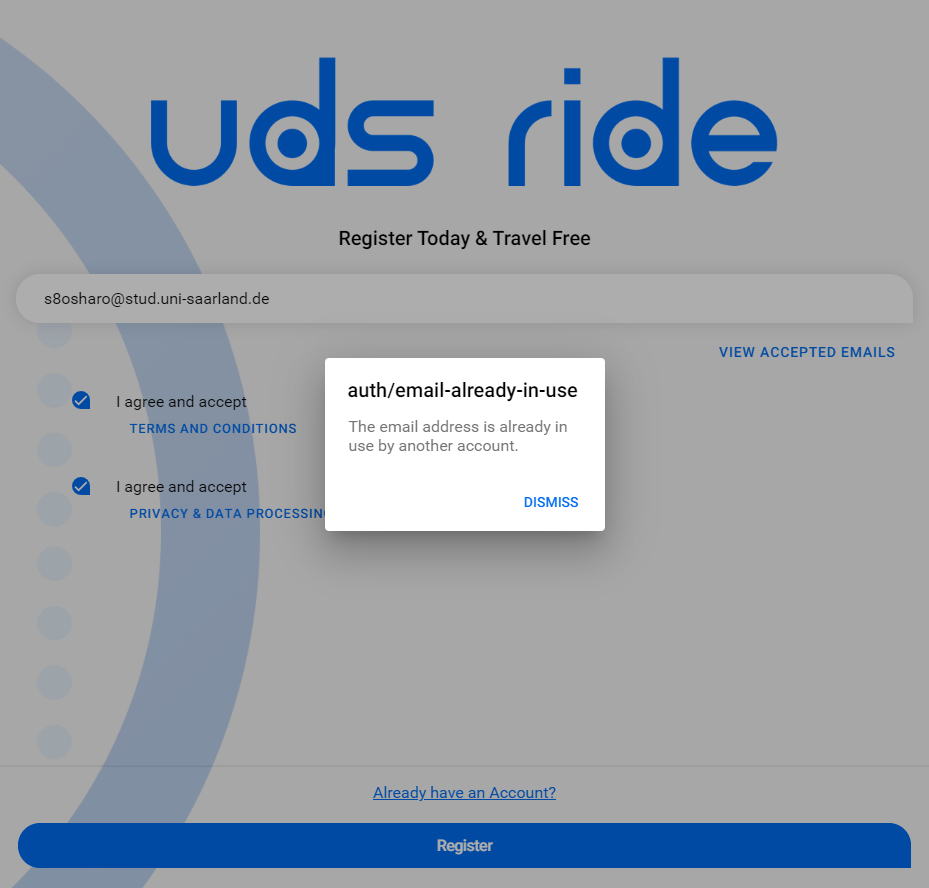 uds ride
Register Today & Travel Free
s8osharo@stud.uni-saarland.de
VIEW ACCEPTED EMAILS
I agree and accept
TERMS AND CONDITIONS
I agree and accept
PRIVACY & DATA PROCESSING
auth/email-already-in-use
The email address is already in
use by another account.
DISMISS
Already have an Account?
Register